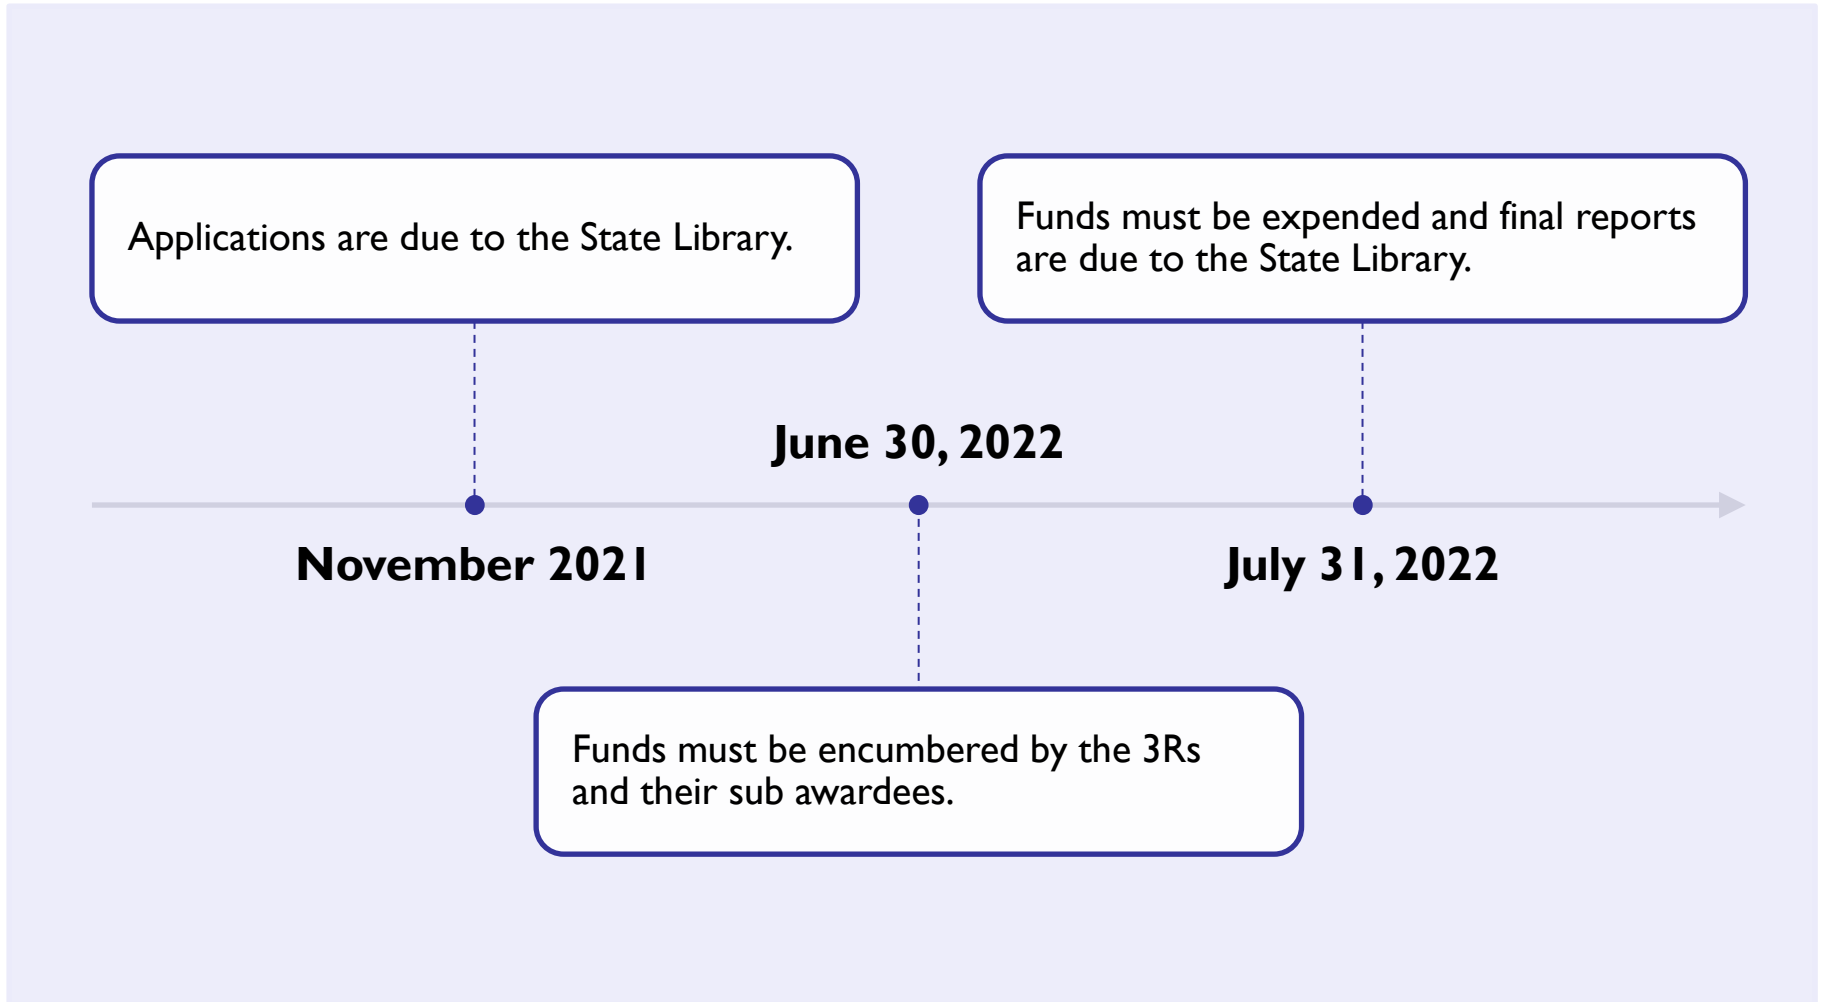 Applications are due to the State Library.
Funds must be expended and final reports
are due to the State Library.
June 30, 2022
November 2021
July 31, 2022
Funds must be encumbered by the 3Rs
and their sub awardees.